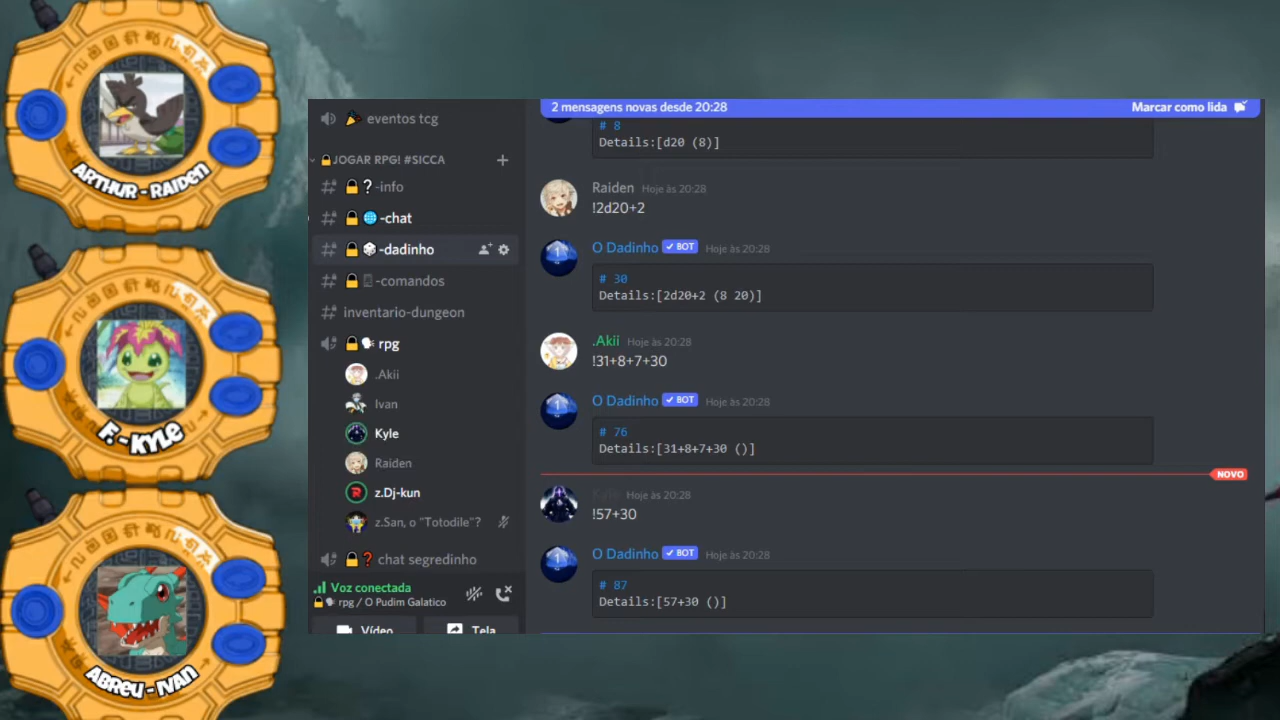 ARTHUR - RAIDEN
F. - KYLE
ABREU - IVAN
eventos tcg
JOGAR RPG! #SICCA
-info
-chat
-dadinho
-comandos
inventario-dungeon
rpg
.Akii
Ivan
Kyle
Raiden
z.Dj-kun
z.San, o "Totodile"?
chat segredinho
Voz conectada
rpg / O Pudim Galatico
Vídeo
Tela
2 mensagens novas desde 20:28
Marcar como lida
# 8
Details:[d20 (8)]
Raiden Hoje às 20:28
!2d20+2
O Dadinho BOT Hoje às 20:28
# 30
Details:[2d20+2 (8 20)]
.Akii Hoje às 20:28
!31+8+7+30
O Dadinho BOT Hoje às 20:28
# 76
Details:[31+8+7+30 ()]
NOVO
Kyle Hoje às 20:28
!57+30
O Dadinho BOT Hoje às 20:28
# 87
Details:[57+30 ()]